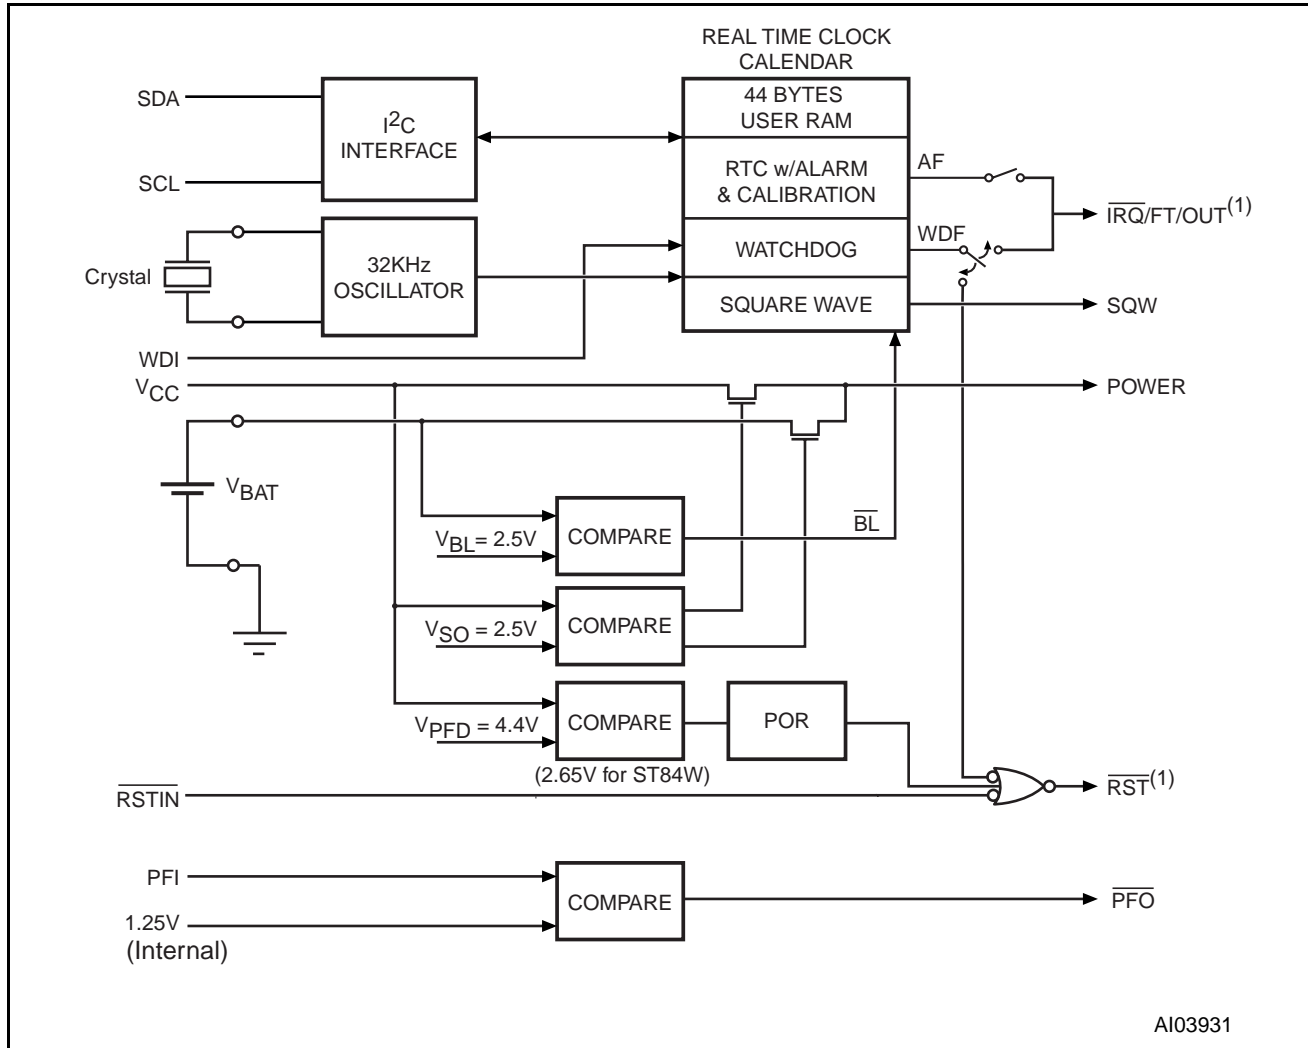 REAL TIME CLOCK
CALENDAR
SDA
SCL
I2C
INTERFACE
44 BYTES
USER RAM
RTC w/ALARM
& CALIBRATION
WATCHDOG
SQUARE WAVE
AF
WDF
IRQ/FT/OUT(1)
SQW
Crystal
32KHz
OSCILLATOR
WDI
VCC
POWER
VBAT
VBL= 2.5V
COMPARE
BL
VSO = 2.5V
COMPARE
VPFD = 4.4V
COMPARE
POR
(2.65V for ST84W)
RSTIN
RST(1)
PFI
1.25V
(Internal)
COMPARE
PFO
AI03931